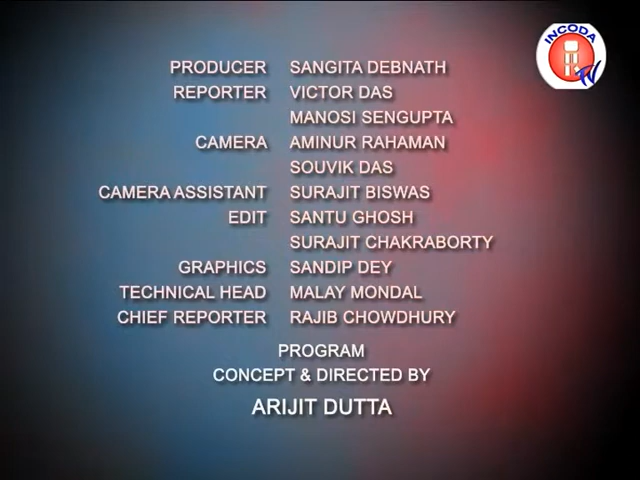 INCODA
TV
PRODUCER SANGITA DEBNATH
REPORTER VICTOR DAS
MANOSI SENGUPTA
CAMERA AMINUR RAHAMAN
SOUVIK DAS
CAMERA ASSISTANT SURAJIT BISWAS
EDIT SANTU GHOSH
SURAJIT CHAKRABORTY
GRAPHICS SANDIP DEY
TECHNICAL HEAD MALAY MONDAL
CHIEF REPORTER RAJIB CHOWDHURY
PROGRAM
CONCEPT & DIRECTED BY
ARIJIT DUTTA